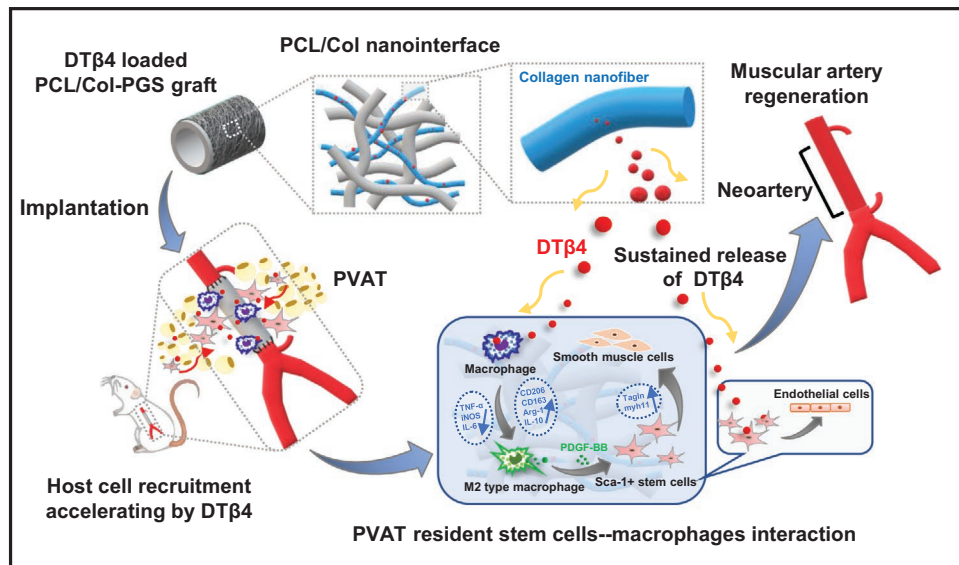 DTβ4 loaded
PCL/Col-PGS graft
PCL/Col nanointerface
Collagen nanofiber
Muscular artery
regeneration
Neoartery
Implantation
PVAT
DTβ4
Sustained release
of DTβ4
Macrophage
Smooth muscle cells
TNF-α
iNOS
IL-6
CD206
CD163
Arg-1
IL-10
Tagln
myh11
PDGF-BB
M2 type macrophage
Sca-1+ stem cells
Endothelial cells
Host cell recruitment
accelerating by DTβ4
PVAT resident stem cells--macrophages interaction